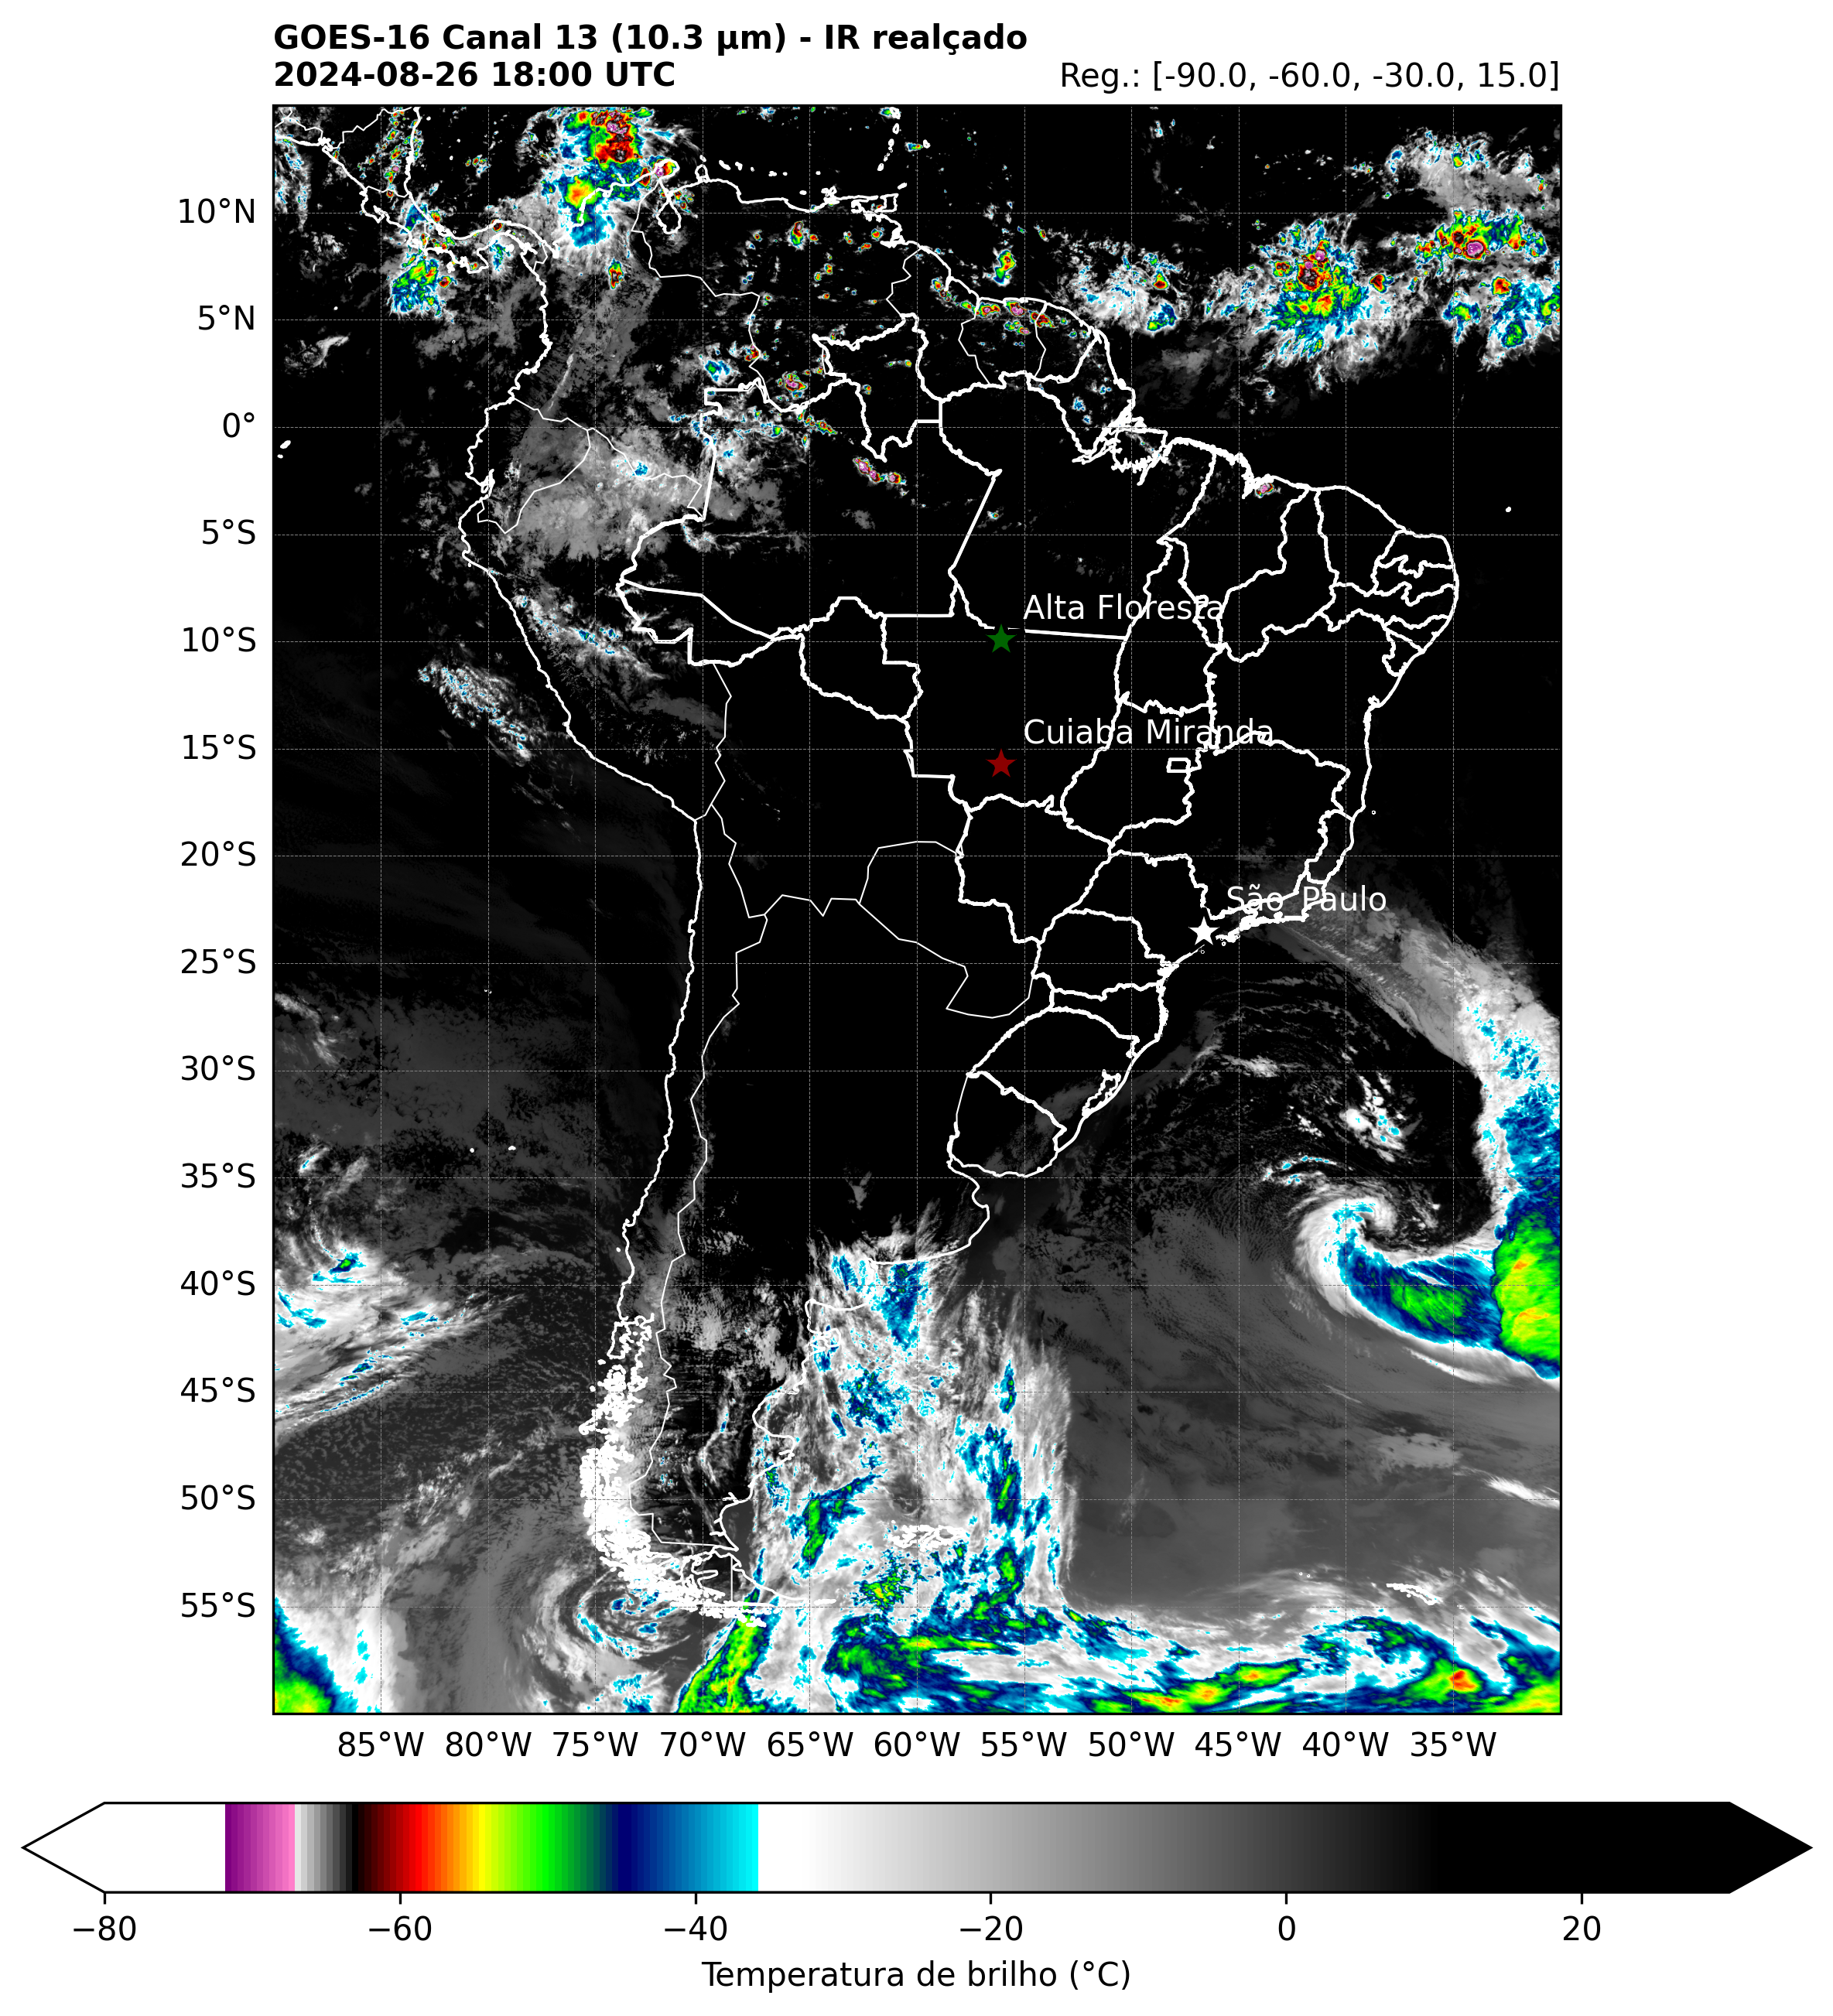 GOES-16 Canal 13 (10.3 µm) - IR realçado
2024-08-26 18:00 UTC
Reg.: [-90.0, -60.0, -30.0, 15.0]
10°N
5°N
0°
5°S
Alta Floresta
10°S
Cuiaba Miranda
15°S
20°S
São Paulo
25°S
30°S
35°S
40°S
45°S
50°S
55°S
85°W 80°W 75°W 70°W 65°W 60°W 55°W 50°W 45°W 40°W 35°W
−80 −60 −40 −20 0 20
Temperatura de brilho (°C)